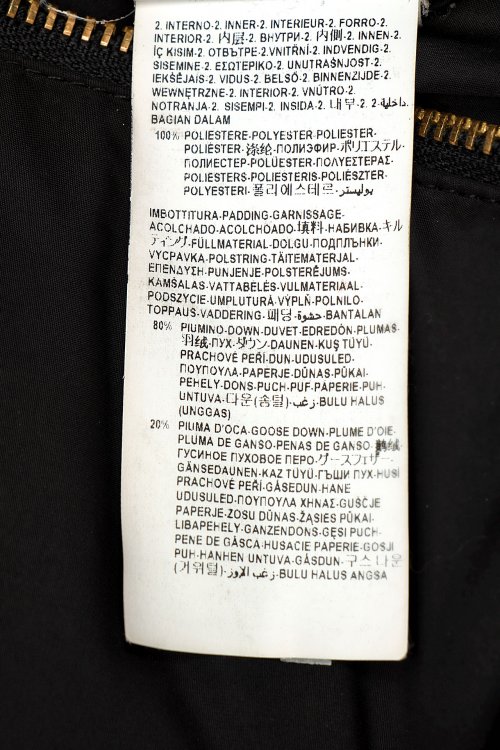 2. INTERNO-2. INNER-2. INTERIEUR-2. FORRO-2.
INTERIOR-2. 内层-2. ВНУТРИ-2. 内側-2. INNEN-2.
İÇ KISIM-2. ОТВЪТРЕ-2.VNITŘNÍ-2. INDVENDIG-2.
SISEMINE-2. ΕΣΩΤΕΡΙΚΟ-2. UNUTRAŠNJOST-2.
IEKŠĒJAIS-2. VIDUS-2. BELSŐ-2. BINNENZIJDE-2.
WEWNĘTRZNE-2. INTERIOR-2. VNÚTRO-2.
NOTRANJA-2. SISEMPI-2. INSIDA-2. 내부-2. داخلية-2.
BAGIAN DALAM
100% POLIESTERE-POLYESTER-POLIESTER-
POLIÉSTER-涤纶-ПОЛИЭФИР-ポリエステル-
ПОЛИЕСТЕР-POLÜESTER-ΠΟΛΥΕΣΤΕΡΑΣ-
POLIESTERS-POLIESTERIS-POLIÉSZTER-
POLYESTERI-폴리에스테르-بوليستر
IMBOTTITURA-PADDING-GARNISSAGE-
ACOLCHADO-ACOLCHOADO-填料-НАБИВКА-キル
ティング-FÜLLMATERIAL-DOLGU-ПОДПЛЪНКИ-
VYCPAVKA-POLSTRING-TÄITEMATERJAL-
ΕΠΕΝΔΥΣΗ-PUNJENJE-POLSTERĒJUMS-
KAMŠALAS-VATTABÉLÉS-VULMATERIAAL-
PODSZYCIE-UMPLUTURĂ-VÝPLŇ-POLNILO-
TOPPAUS-VADDERING-패딩-حشوة-BANTALAN
80% PIUMINO-DOWN-DUVET-EDREDÓN-PLUMAS-
羽绒-ПУХ-ダウン-DAUNEN-KUŞ TÜYÜ-
PRACHOVÉ PEŘÍ-DUN-UDUSULED-
ΠΟΥΠΟΥΛΑ-PAPERJE-DŪNAS-PŪKAI-
PEHELY-DONS-PUCH-PUF-PÁPERIE-PUH-
UNTUVA-다운(솜털)-زغب-BULU HALUS
(UNGGAS)
20% PIUMA D'OCA-GOOSE DOWN-PLUME D'OIE-
PLUMA DE GANSO-PENAS DE GANSO-鹅绒-
ГУСИНОЕ ПУХОВОЕ ПЕРО-グースフェザー-
GÄNSEDAUNEN-KAZ TÜYÜ-ГЪШИ ПУХ-HUSÍ
PRACHOVÉ PEŘÍ-GÅSEDUN-HANE
UDUSULED-ΠΟΥΠΟΥΛΑ ΧΗΝΑΣ-GUŠČJE
PAPERJE-ZOSU DŪNAS-ŽĄSIES PŪKAI-
LIBAPEHELY-GANZENDONS-GĘSI PUCH-
PENE DE GÂSCĂ-HUSACIE PÁPERIE-GOSJI
PUH-HANHEN UNTUVA-GÅSDUN-구스 다운
(거위털)-زغب الإوز-BULU HALUS ANGSA